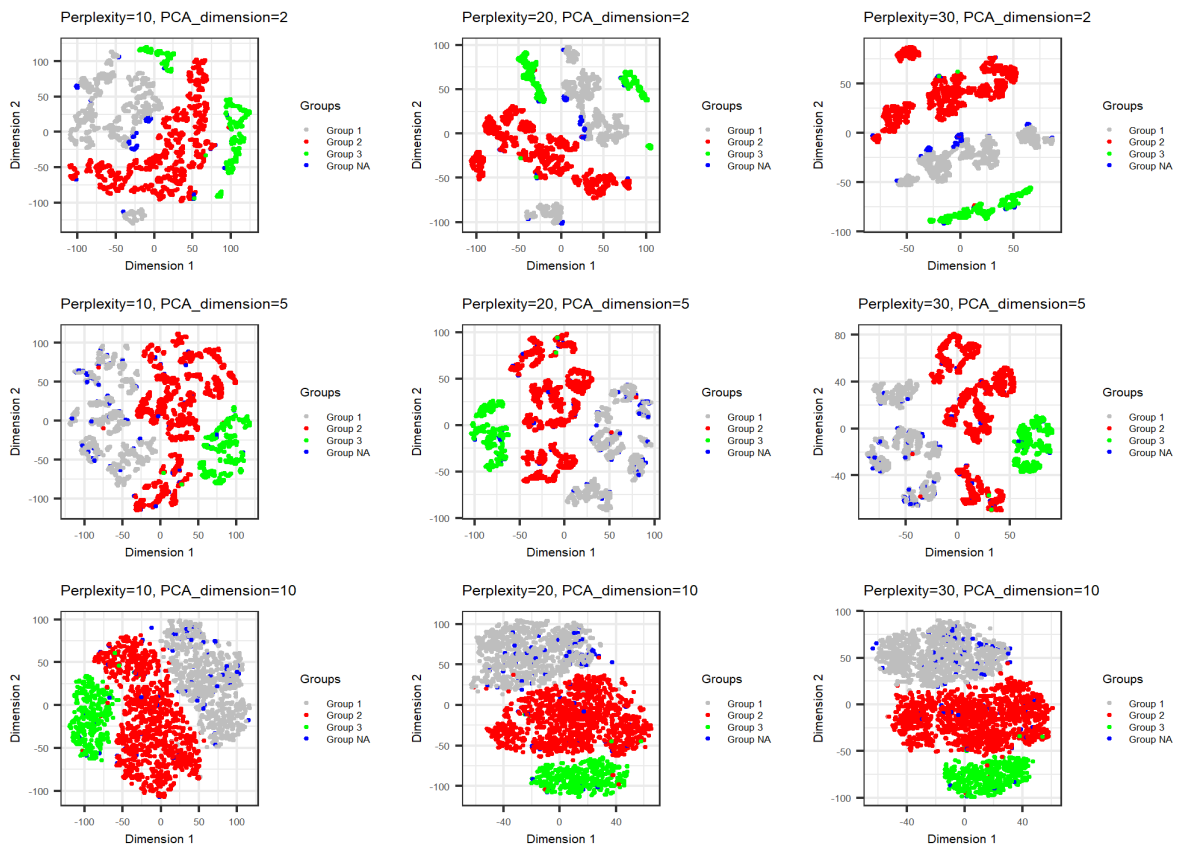 Perplexity=10, PCA_dimension=2
Dimension 2
100
50
0
-50
-100
-100 -50 0 50 100
Dimension 1
Groups
Group 1
Group 2
Group 3
Group NA
Perplexity=20, PCA_dimension=2
Dimension 2
100
50
0
-50
-100
-100 -50 0 50 100
Dimension 1
Groups
Group 1
Group 2
Group 3
Group NA
Perplexity=30, PCA_dimension=2
Dimension 2
50
0
-50
-100
-50 0 50
Dimension 1
Groups
Group 1
Group 2
Group 3
Group NA
Perplexity=10, PCA_dimension=5
Dimension 2
100
50
0
-50
-100
-100 -50 0 50 100
Dimension 1
Groups
Group 1
Group 2
Group 3
Group NA
Perplexity=20, PCA_dimension=5
Dimension 2
100
50
0
-50
-100
-100 -50 0 50 100
Dimension 1
Groups
Group 1
Group 2
Group 3
Group NA
Perplexity=30, PCA_dimension=5
Dimension 2
80
40
0
-40
-50 0 50
Dimension 1
Groups
Group 1
Group 2
Group 3
Group NA
Perplexity=10, PCA_dimension=10
Dimension 2
100
50
0
-50
-100
-100 -50 0 50 100
Dimension 1
Groups
Group 1
Group 2
Group 3
Group NA
Perplexity=20, PCA_dimension=10
Dimension 2
100
50
0
-50
-100
-40 0 40
Dimension 1
Groups
Group 1
Group 2
Group 3
Group NA
Perplexity=30, PCA_dimension=10
Dimension 2
100
50
0
-50
-100
-40 0 40
Dimension 1
Groups
Group 1
Group 2
Group 3
Group NA